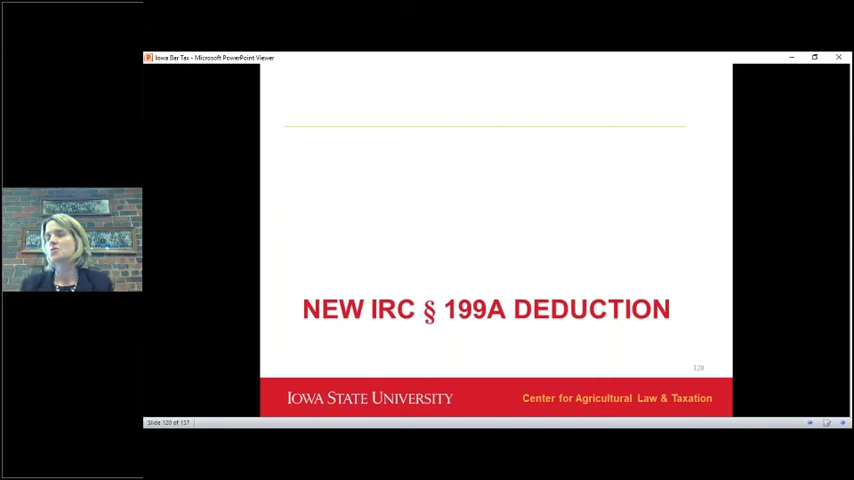 Iowa Bar Tax - Microsoft PowerPoint Viewer
NEW IRC § 199A DEDUCTION
120
IOWA STATE UNIVERSITY
Center for Agricultural Law & Taxation
Slide 120 of 157